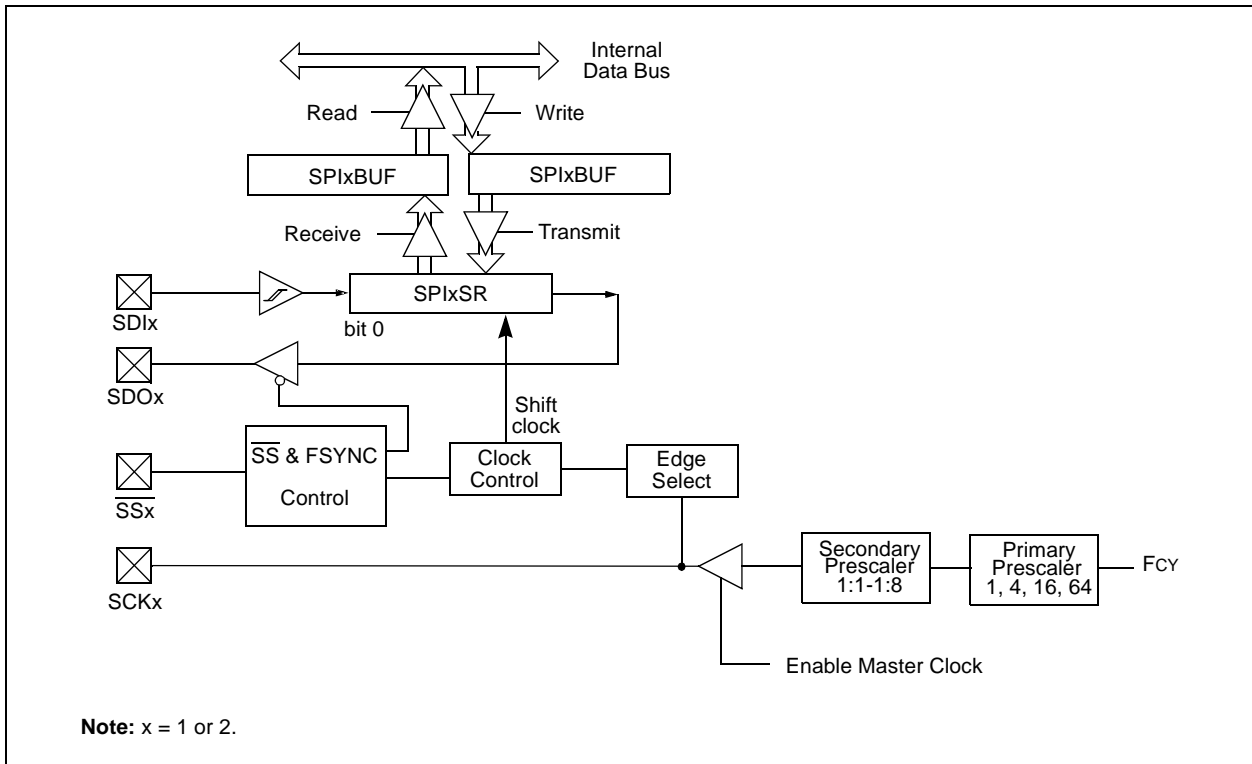 Internal
Data Bus
Read
Write
SPIxBUF
SPIxBUF
Receive
Transmit
SPIxSR
SDIx
bit 0
SDOx
Shift
clock
SS & FSYNC
Control
Clock
Control
Edge
Select
SSx
SCKx
Secondary
Prescaler
1:1-1:8
Primary
Prescaler
1, 4, 16, 64
FCY
Enable Master Clock
Note: x = 1 or 2.